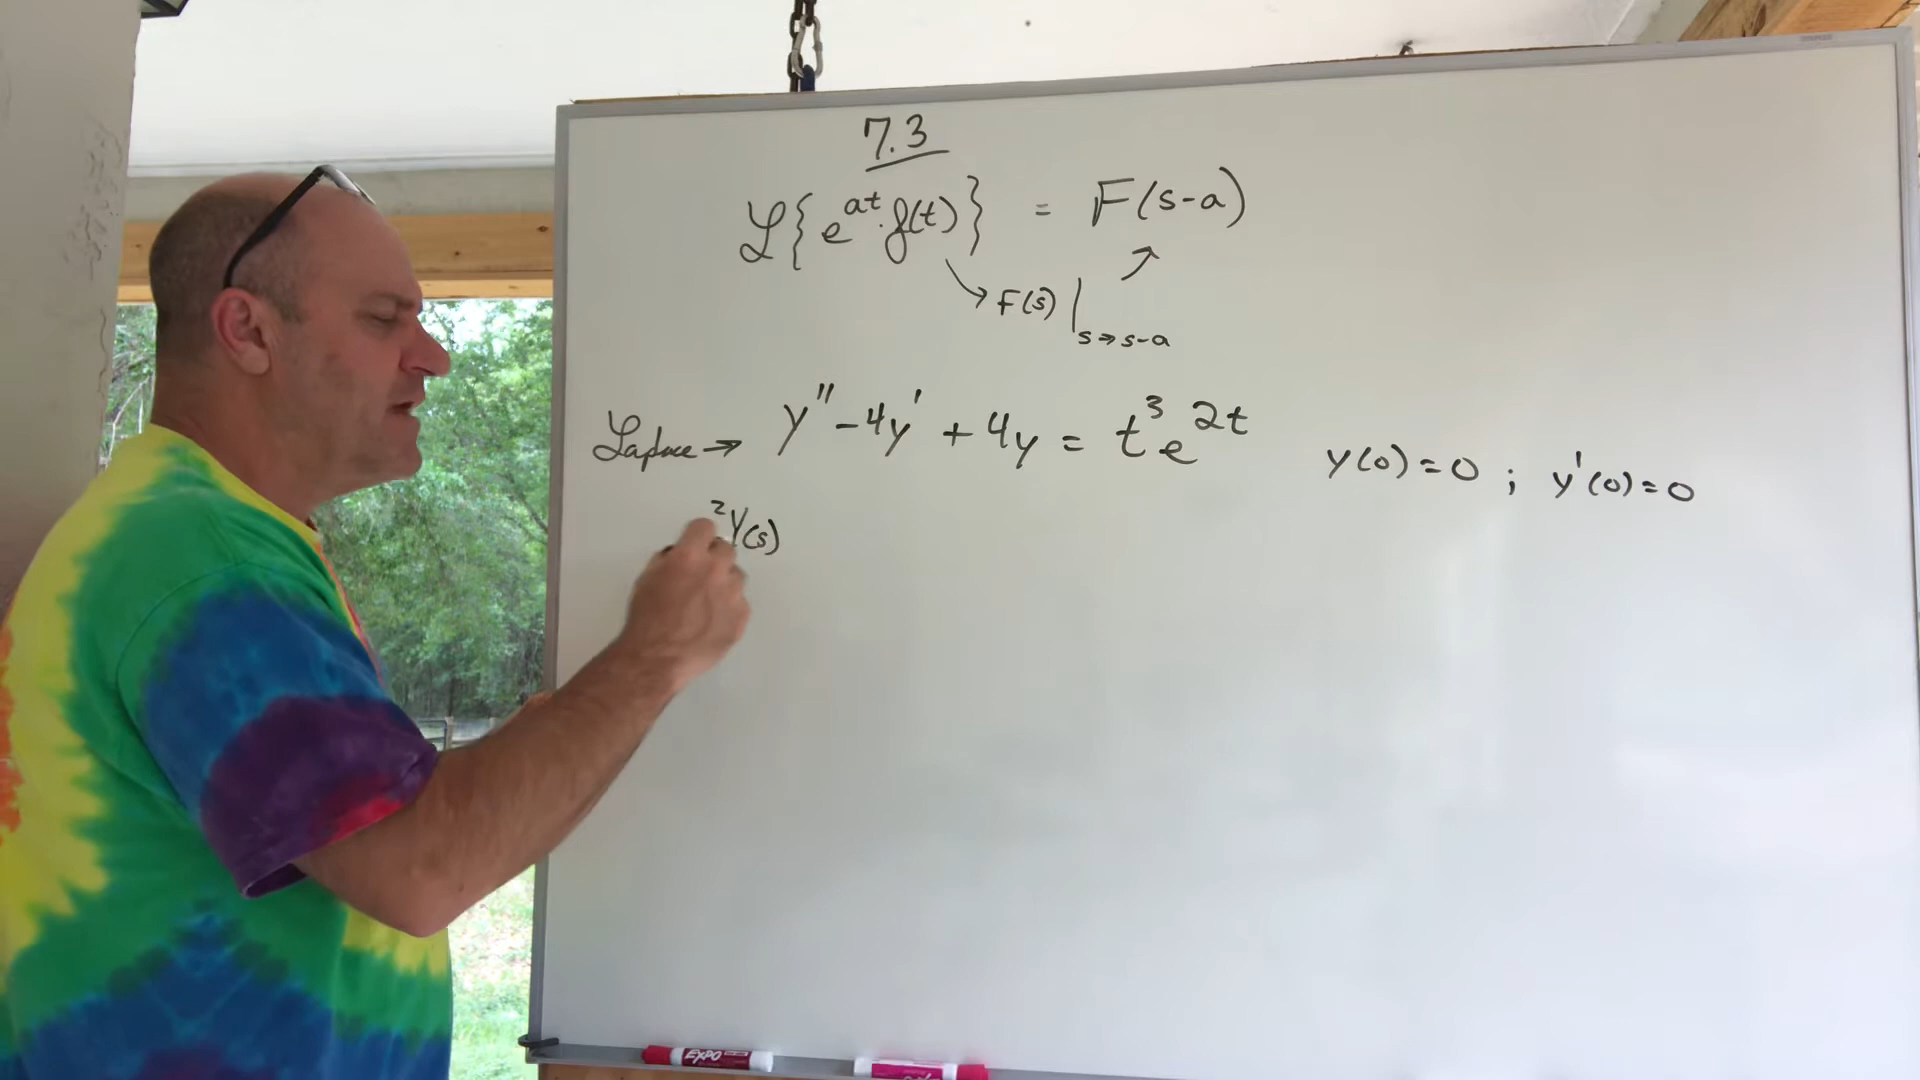 7.3
ℒ{e^{at}·f(t)} = F(s-a)
→ F(s)|_{s→s-a}
Laplace → y'' - 4y' + 4y = t^3 e^{2t} y(0)=0 ; y'(0)=0
^2Y(s)
EXPO